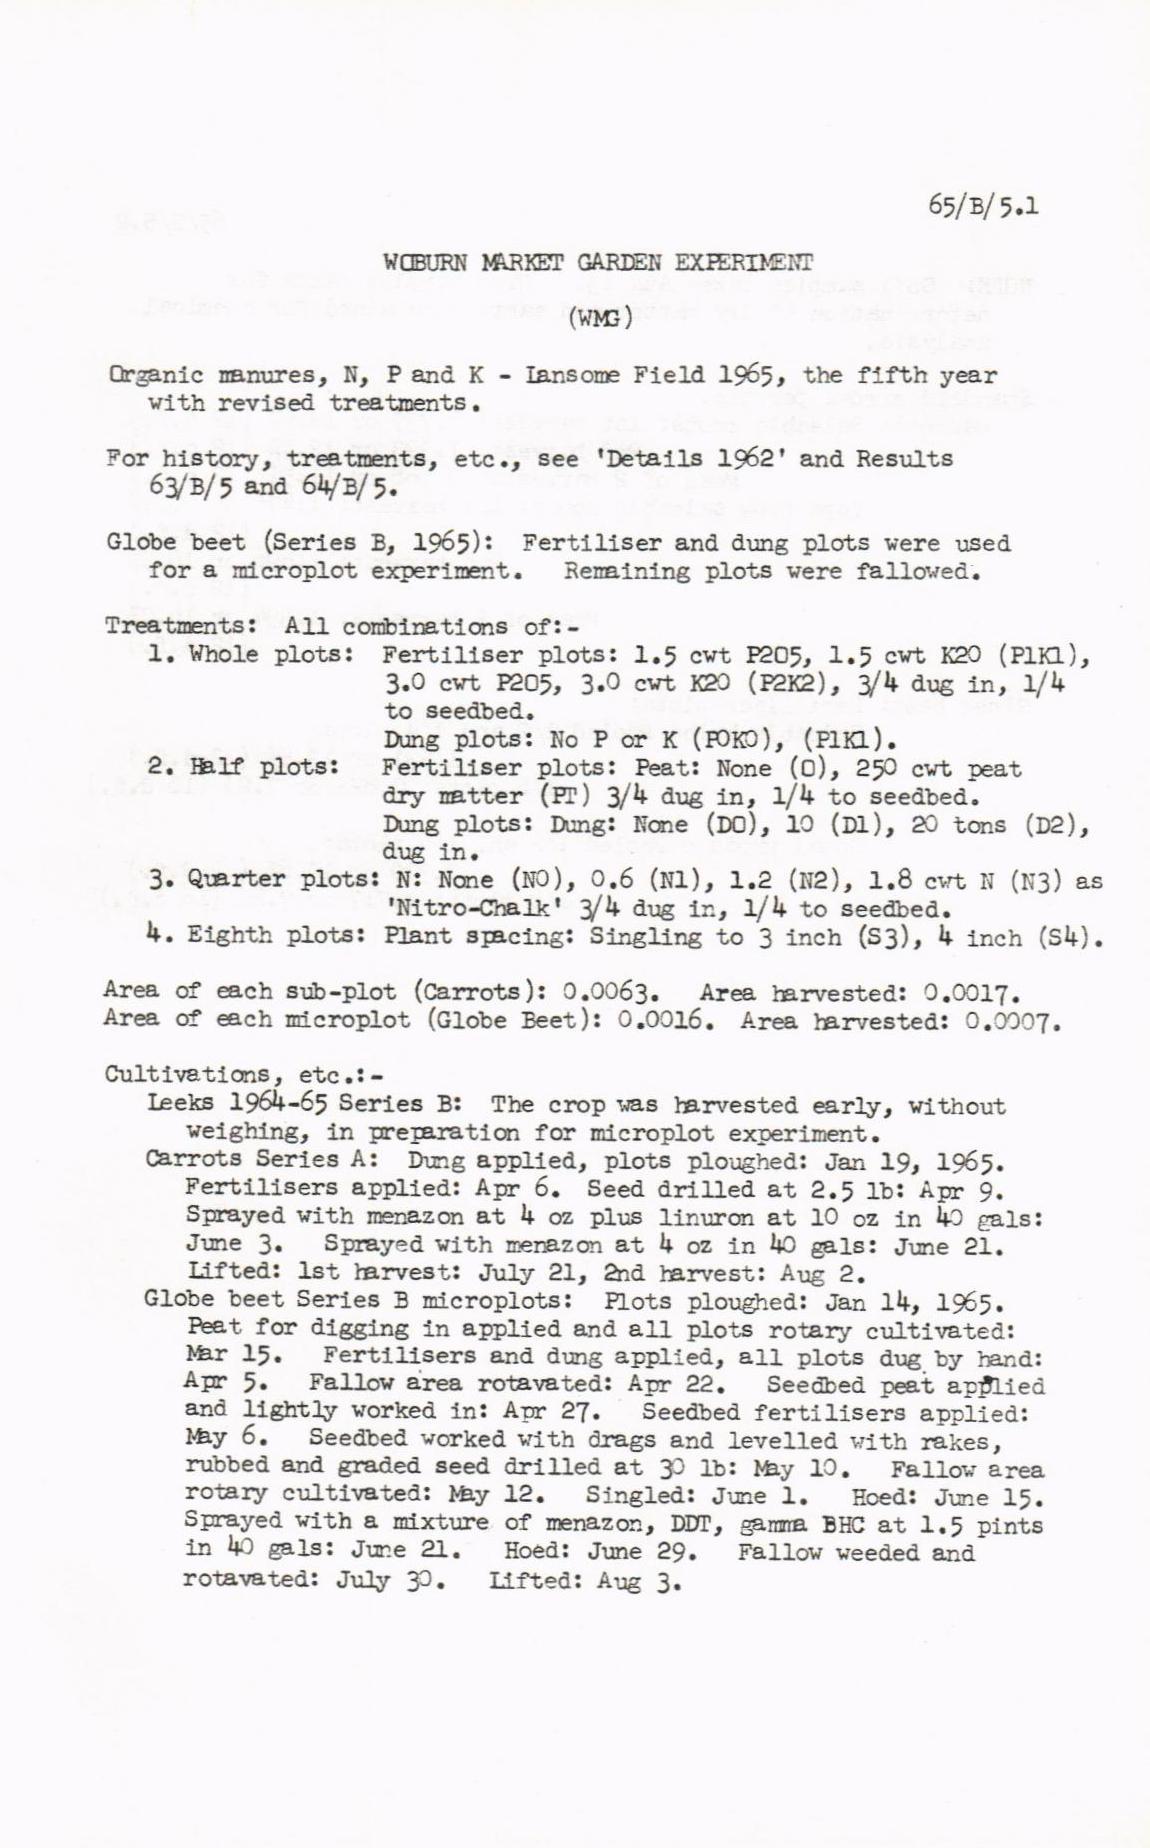 65/B/5.1
WOBURN MARKET GARDEN EXPERIMENT
(WMG)
Organic manures, N, P and K - Lansome Field 1965, the fifth year
with revised treatments.
For history, treatments, etc., see 'Details 1962' and Results
63/B/5 and 64/B/5.
Globe beet (Series B, 1965): Fertiliser and dung plots were used
for a microplot experiment. Remaining plots were fallowed.
Treatments: All combinations of:-
1. Whole plots: Fertiliser plots: 1.5 cwt P2O5, 1.5 cwt K2O (P1K1),
3.0 cwt P2O5, 3.0 cwt K2O (P2K2), 3/4 dug in, 1/4
to seedbed.
Dung plots: No P or K (POKO), (P1K1).
2. Half plots: Fertiliser plots: Peat: None (O), 250 cwt peat
dry matter (PT) 3/4 dug in, 1/4 to seedbed.
Dung plots: Dung: None (DO), 10 (D1), 20 tons (D2),
dug in.
3. Quarter plots: N: None (NO), 0.6 (N1), 1.2 (N2), 1.8 cwt N (N3) as
'Nitro-Chalk' 3/4 dug in, 1/4 to seedbed.
4. Eighth plots: Plant spacing: Singling to 3 inch (S3), 4 inch (S4).
Area of each sub-plot (Carrots): 0.0063. Area harvested: 0.0017.
Area of each microplot (Globe Beet): 0.0016. Area harvested: 0.0007.
Cultivations, etc.:-
Leeks 1964-65 Series B: The crop was harvested early, without
weighing, in preparation for microplot experiment.
Carrots Series A: Dung applied, plots ploughed: Jan 19, 1965.
Fertilisers applied: Apr 6. Seed drilled at 2.5 lb: Apr 9.
Sprayed with menazon at 4 oz plus linuron at 10 oz in 40 gals:
June 3. Sprayed with menazon at 4 oz in 40 gals: June 21.
Lifted: 1st harvest: July 21, 2nd harvest: Aug 2.
Globe beet Series B microplots: Plots ploughed: Jan 14, 1965.
Peat for digging in applied and all plots rotary cultivated:
Mar 15. Fertilisers and dung applied, all plots dug by hand:
Apr 5. Fallow area rotavated: Apr 22. Seedbed peat applied
and lightly worked in: Apr 27. Seedbed fertilisers applied:
May 6. Seedbed worked with drags and levelled with rakes,
rubbed and graded seed drilled at 30 lb: May 10. Fallow area
rotary cultivated: May 12. Singled: June 1. Hoed: June 15.
Sprayed with a mixture of menazon, DDT, gamma BHC at 1.5 pints
in 40 gals: June 21. Hoed: June 29. Fallow weeded and
rotavated: July 30. Lifted: Aug 3.